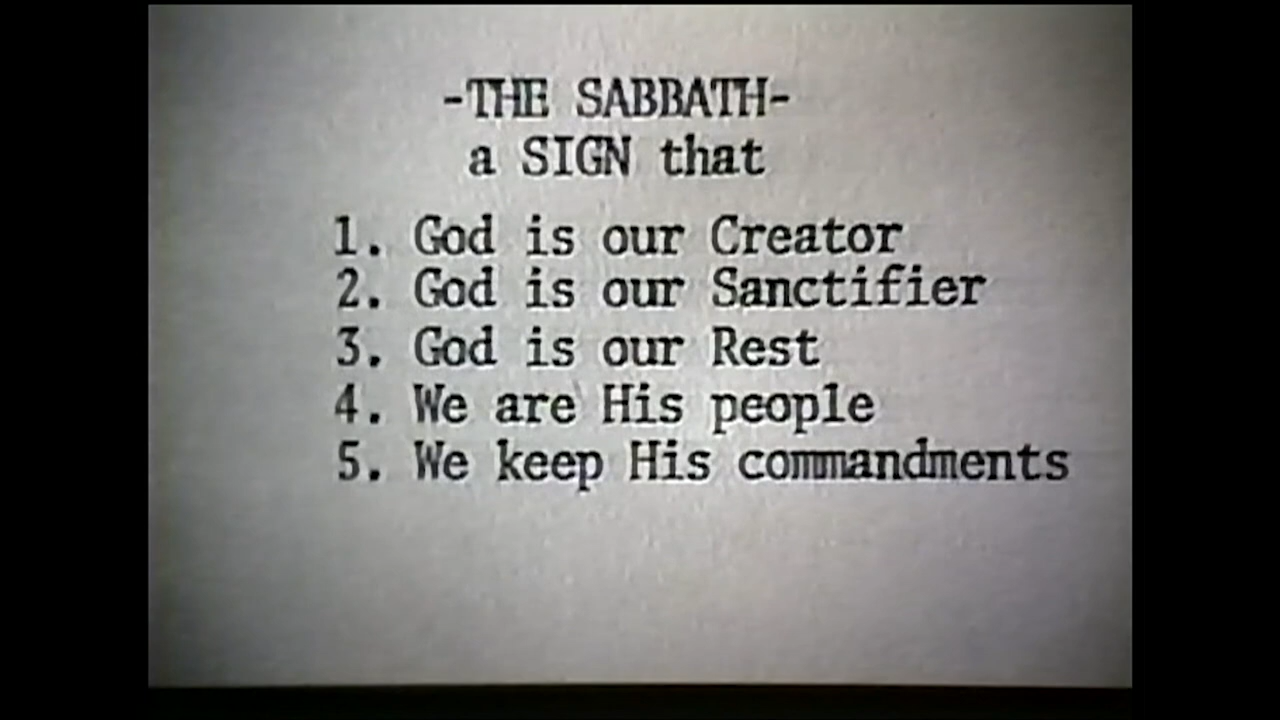 -THE SABBATH-
a SIGN that
1. God is our Creator
2. God is our Sanctifier
3. God is our Rest
4. We are His people
5. We keep His commandments